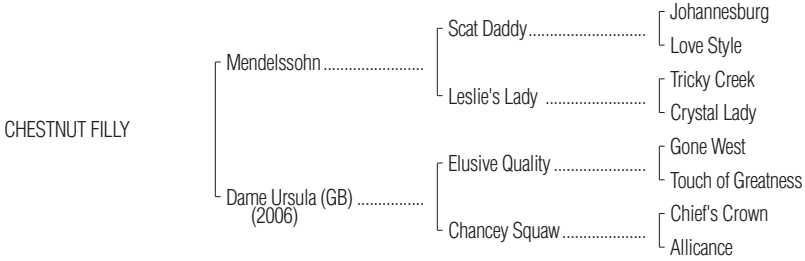 Johannesburg
Scat Daddy
Love Style
Mendelssohn
Tricky Creek
Leslie's Lady
Crystal Lady
CHESTNUT FILLY
Gone West
Elusive Quality
Touch of Greatness
Dame Ursula (GB)
(2006)
Chief's Crown
Chancey Squaw
Allicance